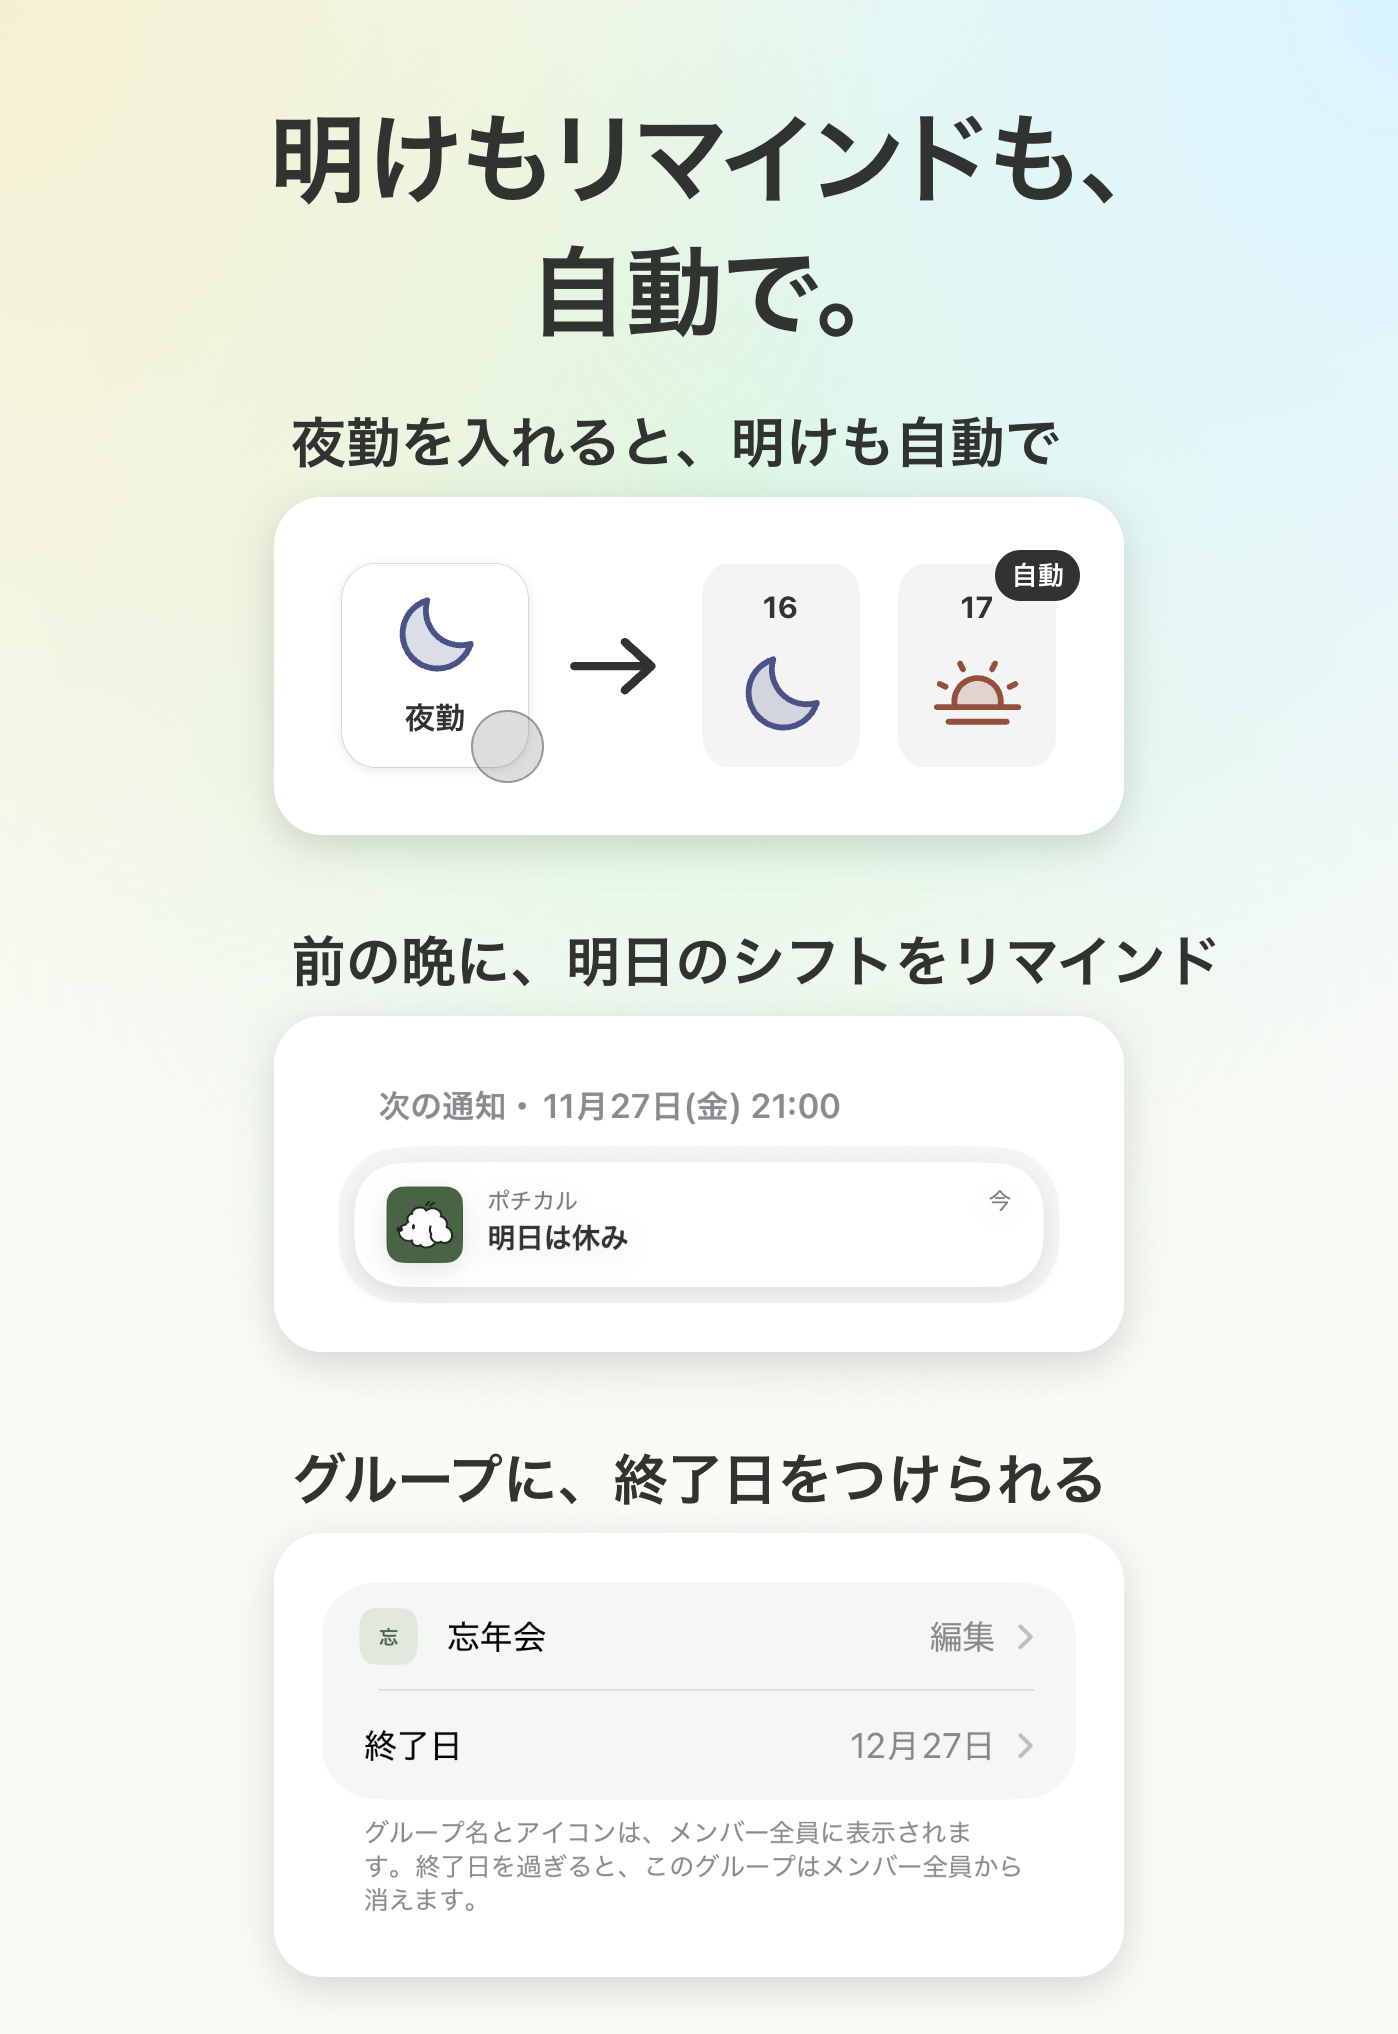 明けもリマインドも、
自動で。
夜勤を入れると、明けも自動で
自動
16
17
夜勤
前の晩に、明日のシフトをリマインド
次の通知・11月27日(金) 21:00
ポチカル
今
明日は休み
グループに、終了日をつけられる
忘 忘年会 編集
終了日 12月27日
グループ名とアイコンは、メンバー全員に表示されま
す。終了日を過ぎると、このグループはメンバー全員から
消えます。